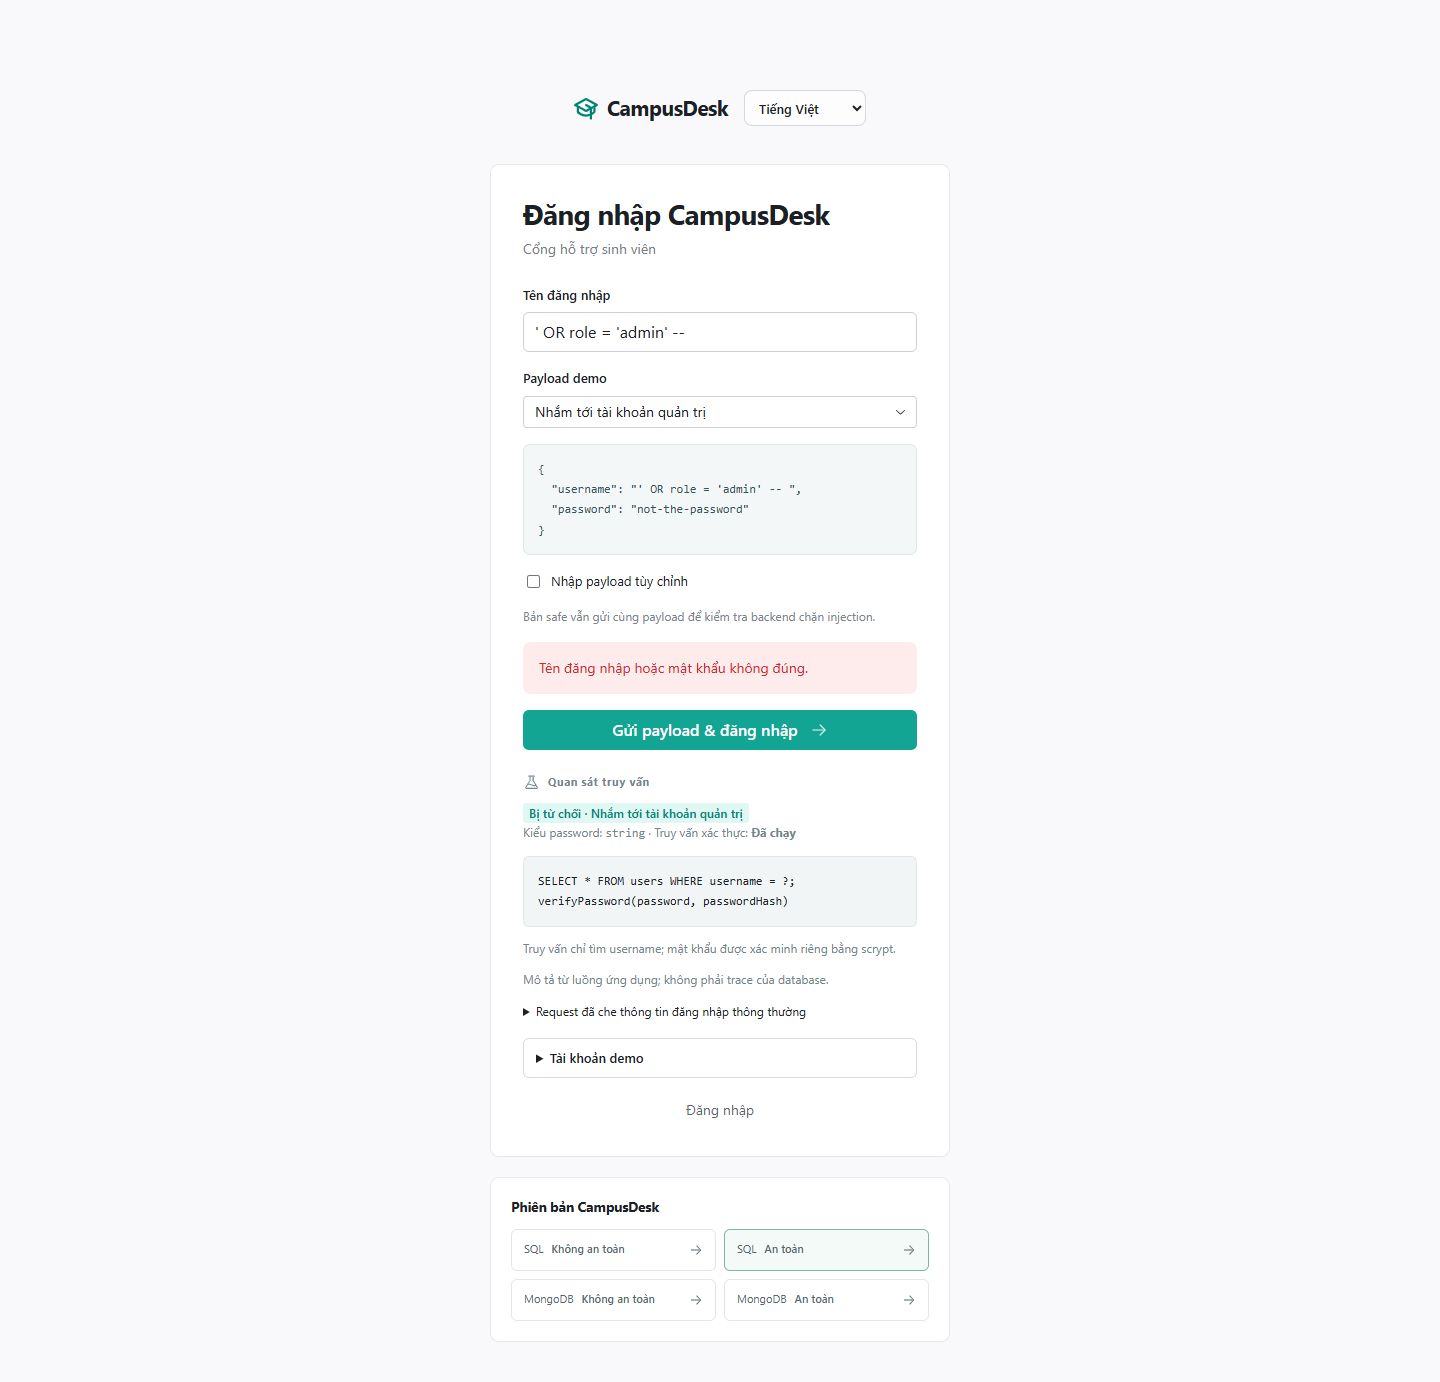 CampusDesk
Tiếng Việt
Đăng nhập CampusDesk
Cổng hỗ trợ sinh viên
Tên đăng nhập
' OR role = 'admin' --
Payload demo
Nhắm tới tài khoản quản trị
{
"username": "' OR role = 'admin' -- ",
"password": "not-the-password"
}
Nhập payload tùy chỉnh
Bản safe vẫn gửi cùng payload để kiểm tra backend chặn injection.
Tên đăng nhập hoặc mật khẩu không đúng.
Gửi payload & đăng nhập →
Quan sát truy vấn
Bị từ chối · Nhắm tới tài khoản quản trị
Kiểu password: string · Truy vấn xác thực: Đã chạy
SELECT * FROM users WHERE username = ?;
verifyPassword(password, passwordHash)
Truy vấn chỉ tìm username; mật khẩu được xác minh riêng bằng scrypt.
Mô tả từ luồng ứng dụng; không phải trace của database.
Request đã che thông tin đăng nhập thông thường
Tài khoản demo
Đăng nhập
Phiên bản CampusDesk
SQL Không an toàn →
SQL An toàn →
MongoDB Không an toàn →
MongoDB An toàn →